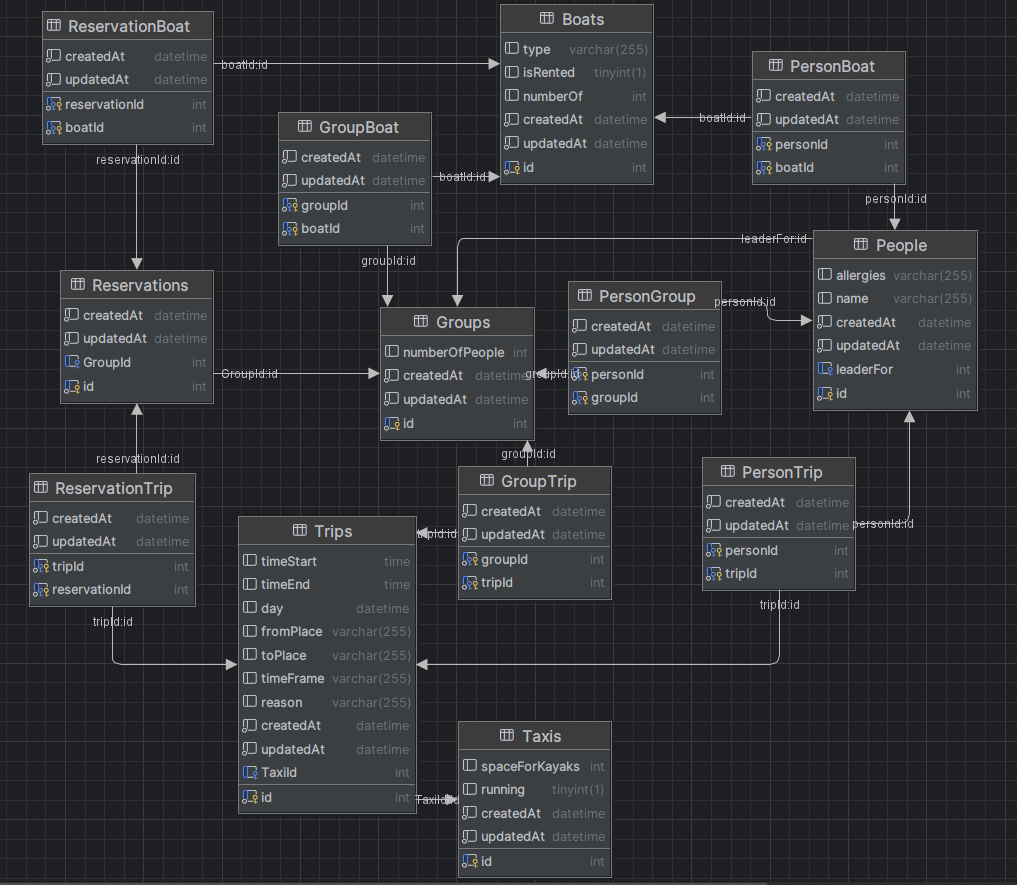 ReservationBoat
createdAt datetime
updatedAt datetime
reservationId int
boatId int
boatId:id
Boats
type varchar(255)
isRented tinyint(1)
numberOf int
createdAt datetime
updatedAt datetime
id int
PersonBoat
createdAt datetime
updatedAt datetime
personId int
boatId int
boatId:id
personId:id
GroupBoat
createdAt datetime
updatedAt datetime
groupId int
boatId int
boatId:id
groupId:id
reservationId:id
Reservations
createdAt datetime
updatedAt datetime
GroupId int
id int
GroupId:id
Groups
numberOfPeople int
createdAt datetime
updatedAt datetime
id int
PersonGroup
createdAt datetime
updatedAt datetime
personId int
groupId int
personId:id
groupId:id
leaderFor:id
People
allergies varchar(255)
name varchar(255)
createdAt datetime
updatedAt datetime
leaderFor int
id int
reservationId:id
ReservationTrip
createdAt datetime
updatedAt datetime
tripId int
reservationId int
tripId:id
Trips
timeStart time
timeEnd time
day datetime
fromPlace varchar(255)
toPlace varchar(255)
timeFrame varchar(255)
reason varchar(255)
createdAt datetime
updatedAt datetime
TaxiId int
id int
TaxiId:id
groupId:id
GroupTrip
createdAt datetime
updatedAt datetime
groupId int
tripId int
tripId:id
PersonTrip
createdAt datetime
updatedAt datetime
personId int
tripId int
personId:id
tripId:id
Taxis
spaceForKayaks int
running tinyint(1)
createdAt datetime
updatedAt datetime
id int